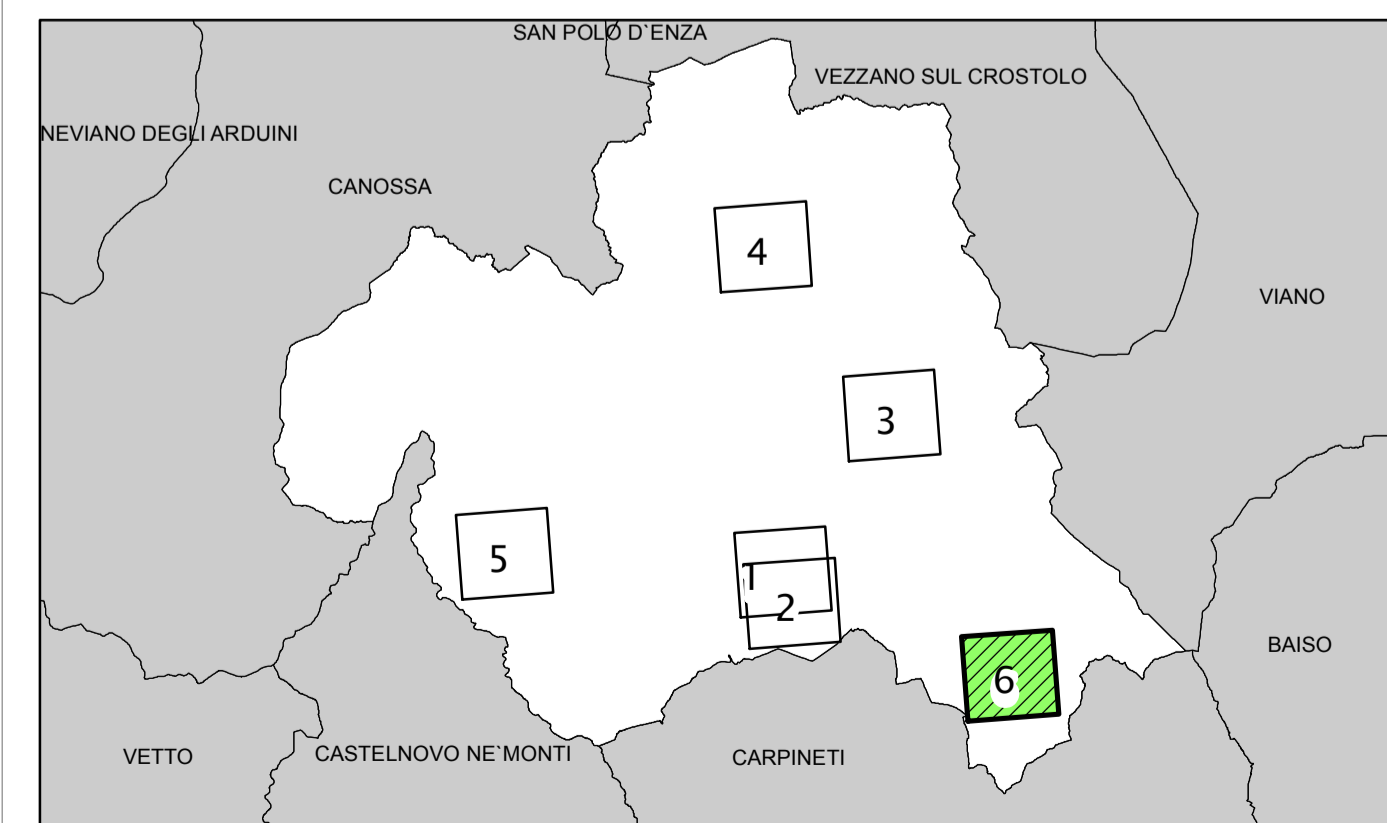 SAN POLO D`ENZA
VEZZANO SUL CROSTOLO
NEVIANO DEGLI ARDUINI
CANOSSA
4
VIANO
3
5
1
2
BAISO
6
VETTO
CASTELNOVO NE`MONTI
CARPINETI